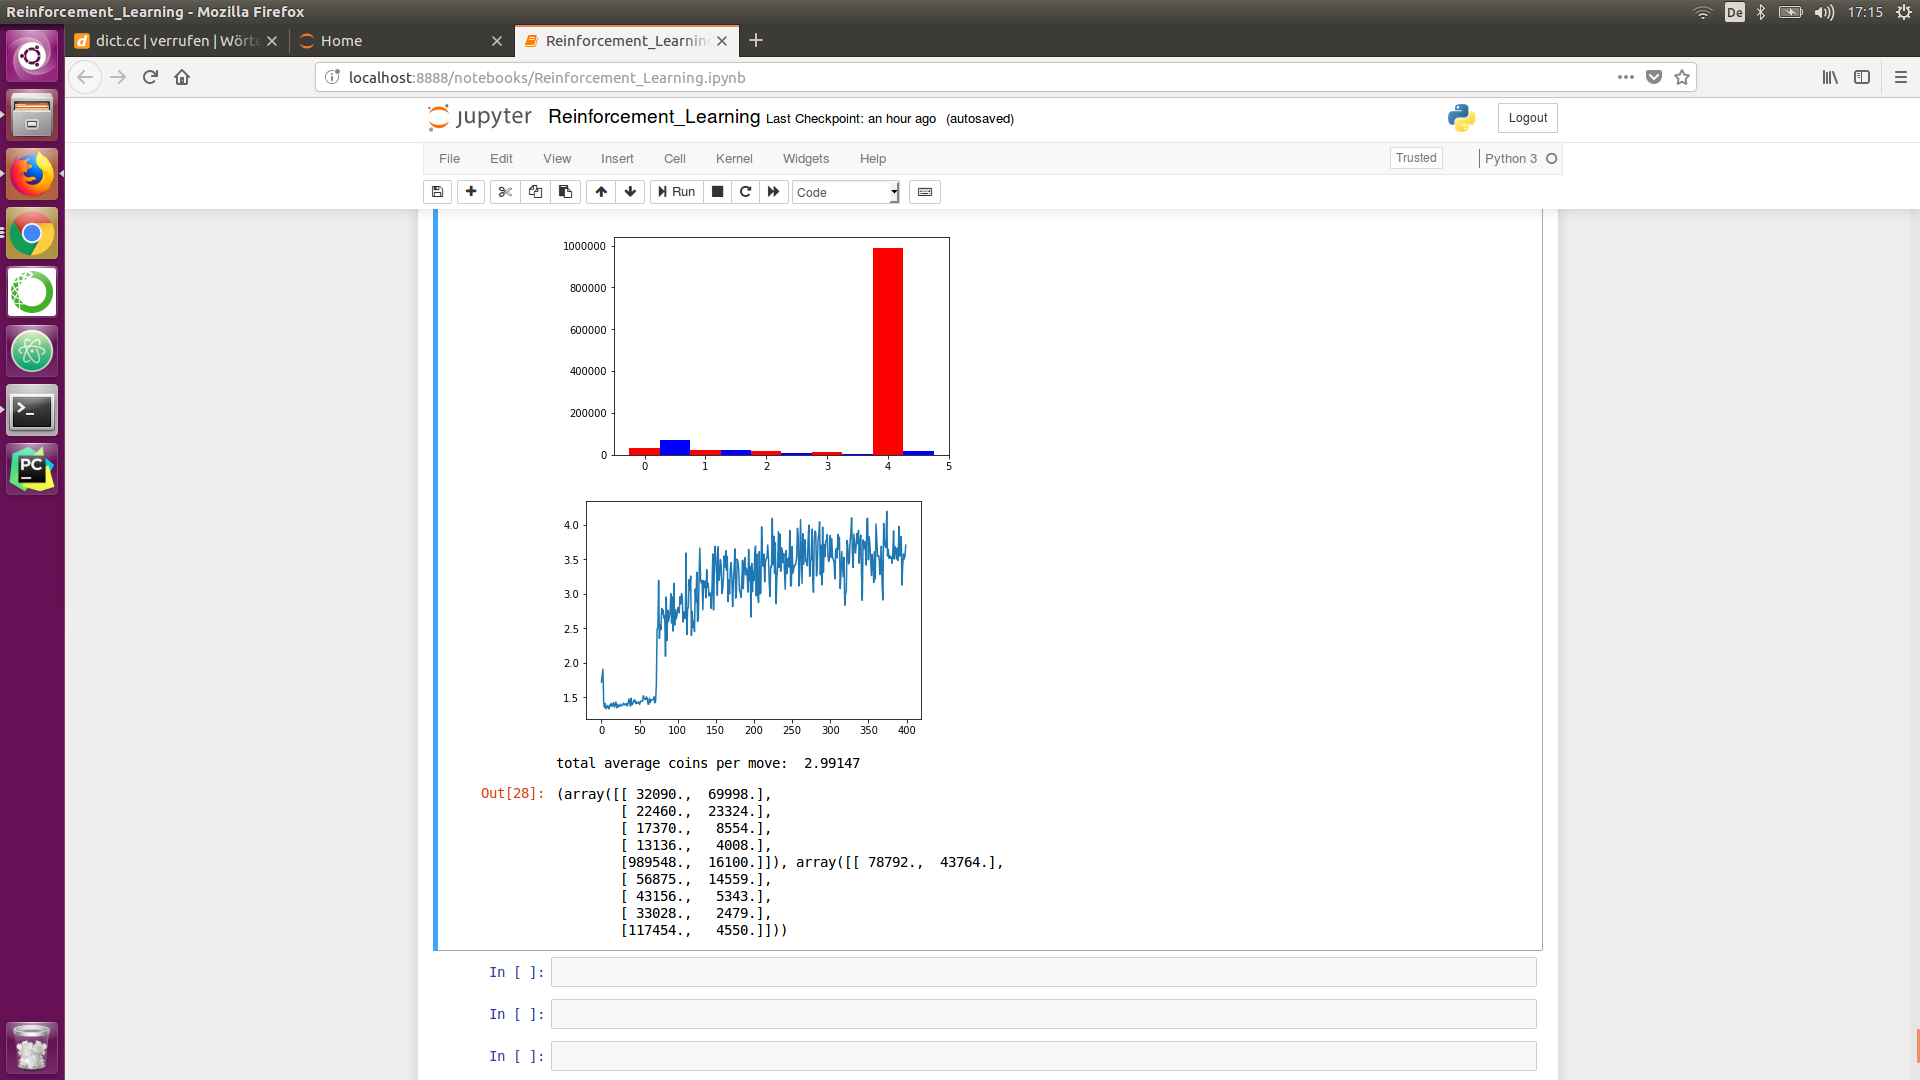 Reinforcement_Learning - Mozilla Firefox
De
17:15
dict.cc | verrufen | Wört
Home
Reinforcement_Learnin
localhost:8888/notebooks/Reinforcement_Learning.ipynb
jupyter
Reinforcement_Learning Last Checkpoint: an hour ago (autosaved)
Logout
File Edit View Insert Cell Kernel Widgets Help
Trusted
Python 3
Run
Code
1000000
800000
600000
400000
200000
0
0 1 2 3 4 5
4.0
3.5
3.0
2.5
2.0
1.5
0 50 100 150 200 250 300 350 400
total average coins per move:  2.99147
Out[28]: (array([[ 32090.,  69998.],
[ 22460.,  23324.],
[ 17370.,   8554.],
[ 13136.,   4008.],
[989548.,  16100.]]), array([[ 78792.,  43764.],
[ 56875.,  14559.],
[ 43156.,   5343.],
[ 33028.,   2479.],
[117454.,   4550.]]))
In [ ]:
In [ ]:
In [ ]:
PC